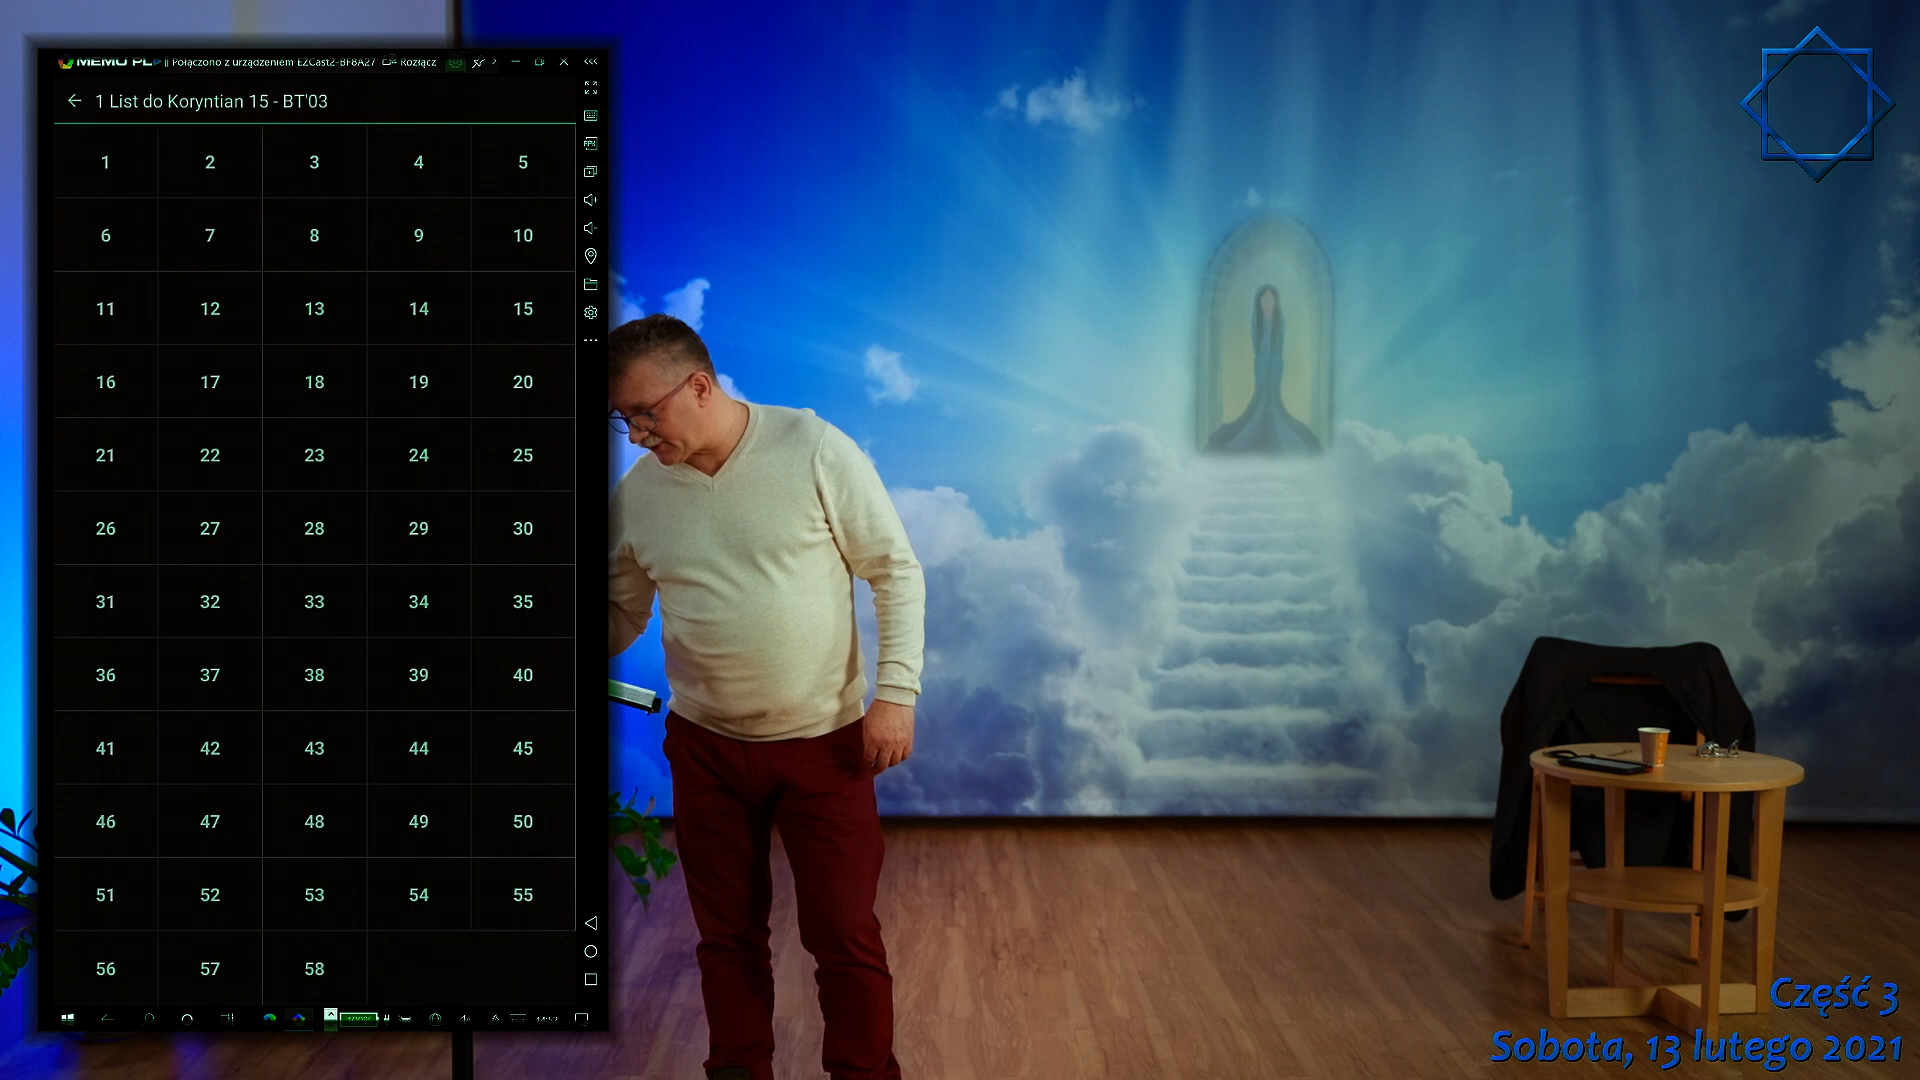 MEMU PL
Połączono z urządzeniem EZCast2-BF8A27 Rozłącz
1 List do Koryntian 15 - BT'03
1 2 3 4 5
6 7 8 9 10
11 12 13 14 15
16 17 18 19 20
21 22 23 24 25
26 27 28 29 30
31 32 33 34 35
36 37 38 39 40
41 42 43 44 45
46 47 48 49 50
51 52 53 54 55
56 57 58
Część 3
Sobota, 13 lutego 2021